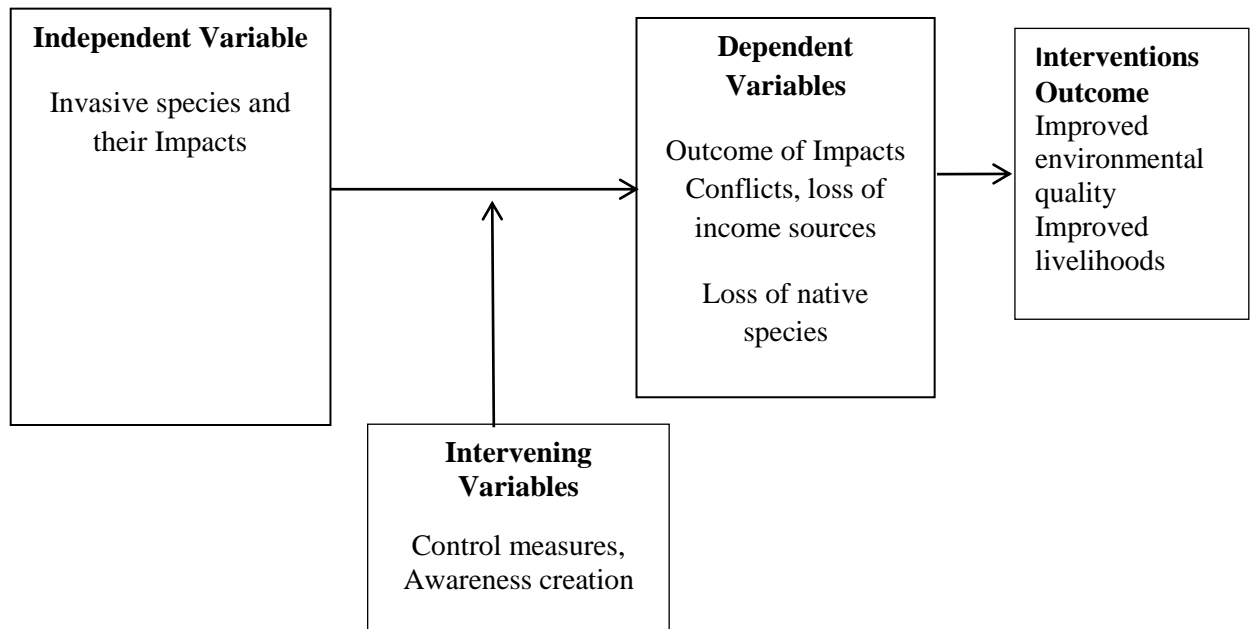 Independent Variable
Invasive species and
their Impacts
Dependent
Variables
Outcome of Impacts
Conflicts, loss of
income sources
Loss of native
species
Interventions
Outcome
Improved
environmental
quality
Improved
livelihoods
Intervening
Variables
Control measures,
Awareness creation